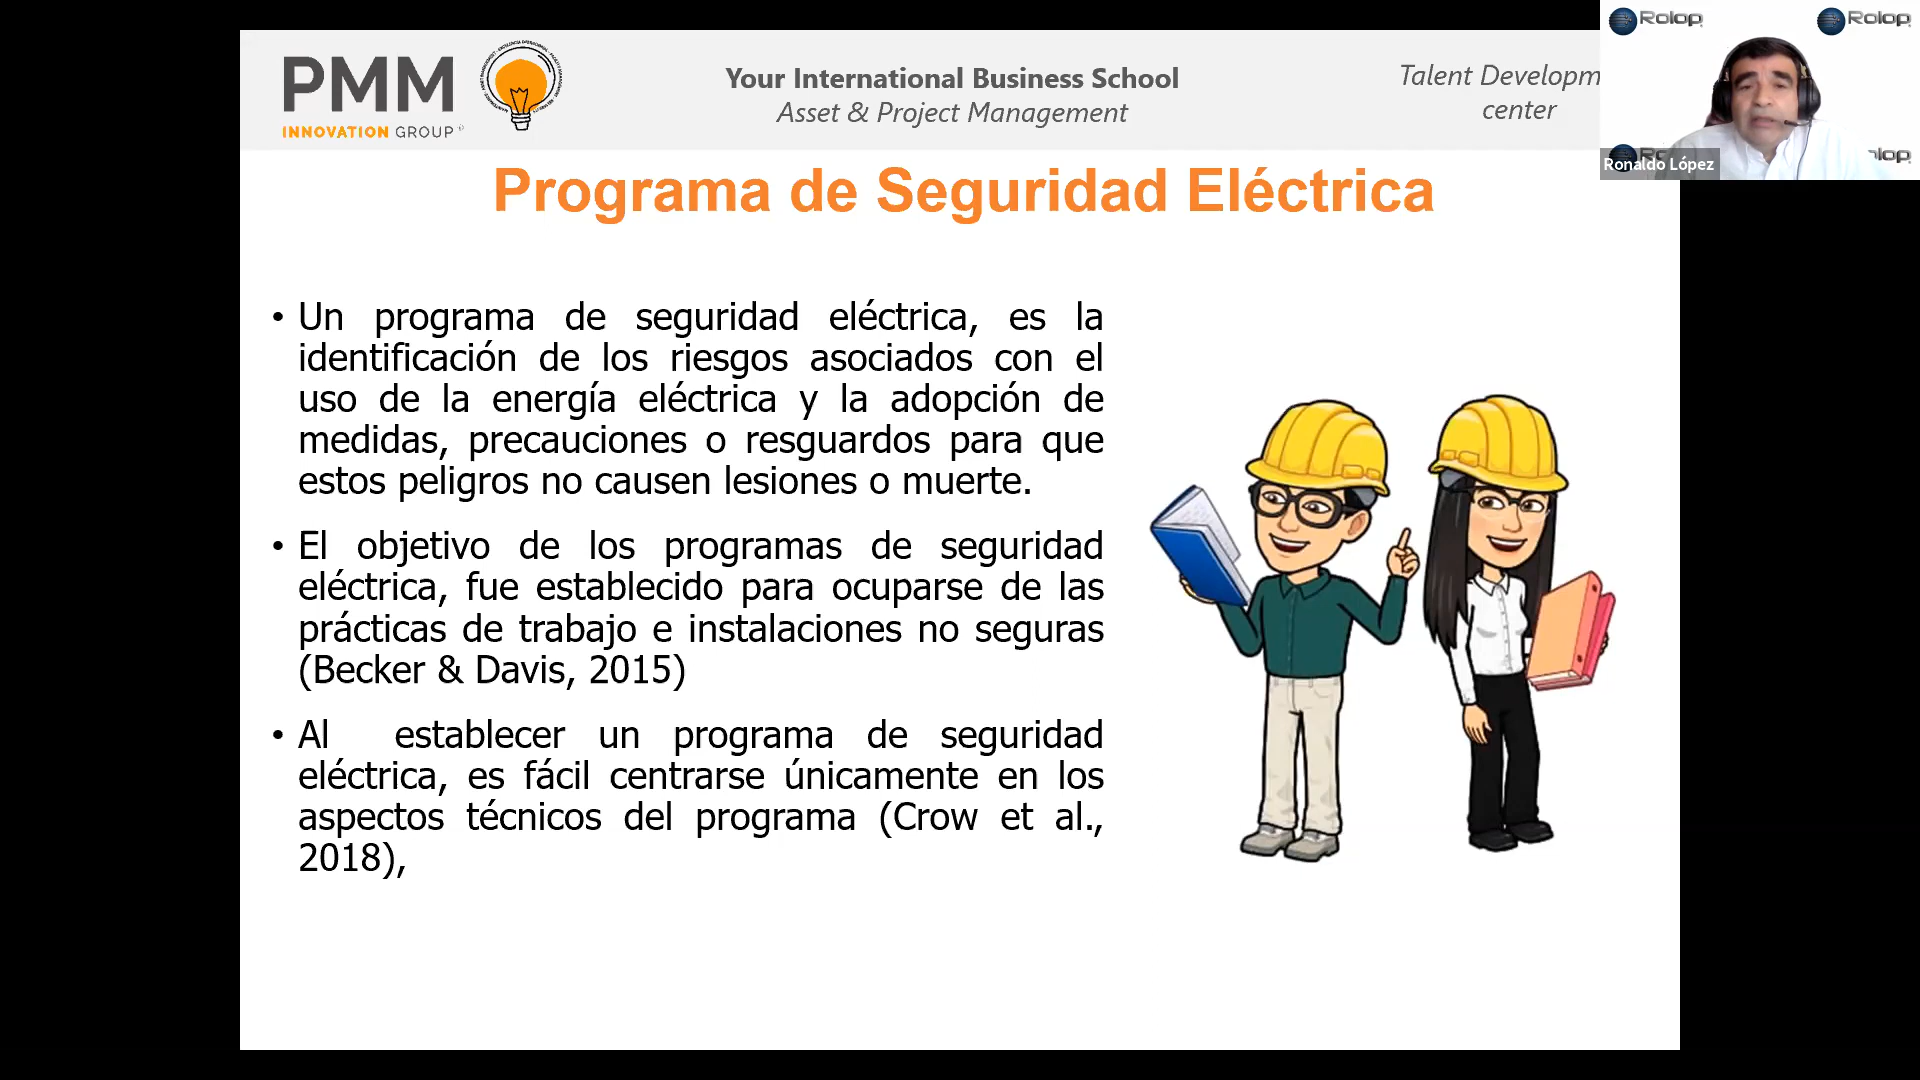 PMM
INNOVATION GROUP
Your International Business School
Asset & Project Management
Talent Developm
center
Rolop
Rolop
Ronaldo López
Programa de Seguridad Eléctrica
• Un programa de seguridad eléctrica, es la
identificación de los riesgos asociados con el
uso de la energía eléctrica y la adopción de
medidas, precauciones o resguardos para que
estos peligros no causen lesiones o muerte.
• El objetivo de los programas de seguridad
eléctrica, fue establecido para ocuparse de las
prácticas de trabajo e instalaciones no seguras
(Becker & Davis, 2015)
• Al establecer un programa de seguridad
eléctrica, es fácil centrarse únicamente en los
aspectos técnicos del programa (Crow et al.,
2018),